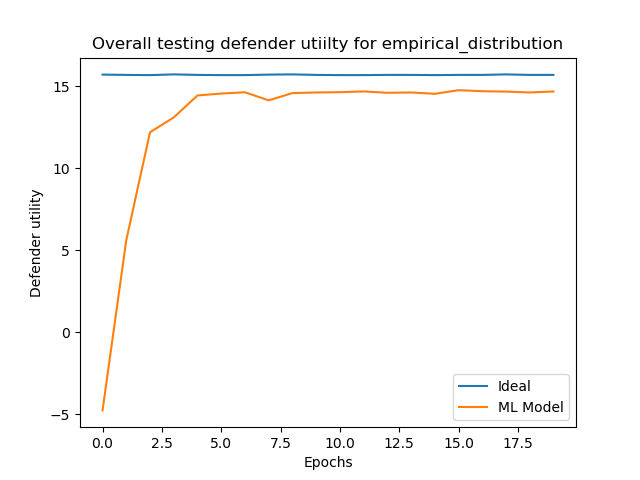 Overall testing defender utiilty for empirical_distribution
15
10
5
0
−5
Defender utility
0.0 2.5 5.0 7.5 10.0 12.5 15.0 17.5
Epochs
Ideal
ML Model